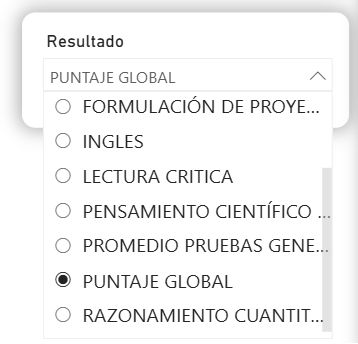 Resultado
PUNTAJE GLOBAL
FORMULACIÓN DE PROYE...
INGLES
LECTURA CRITICA
PENSAMIENTO CIENTÍFICO ...
PROMEDIO PRUEBAS GENE...
PUNTAJE GLOBAL
RAZONAMIENTO CUANTIT...